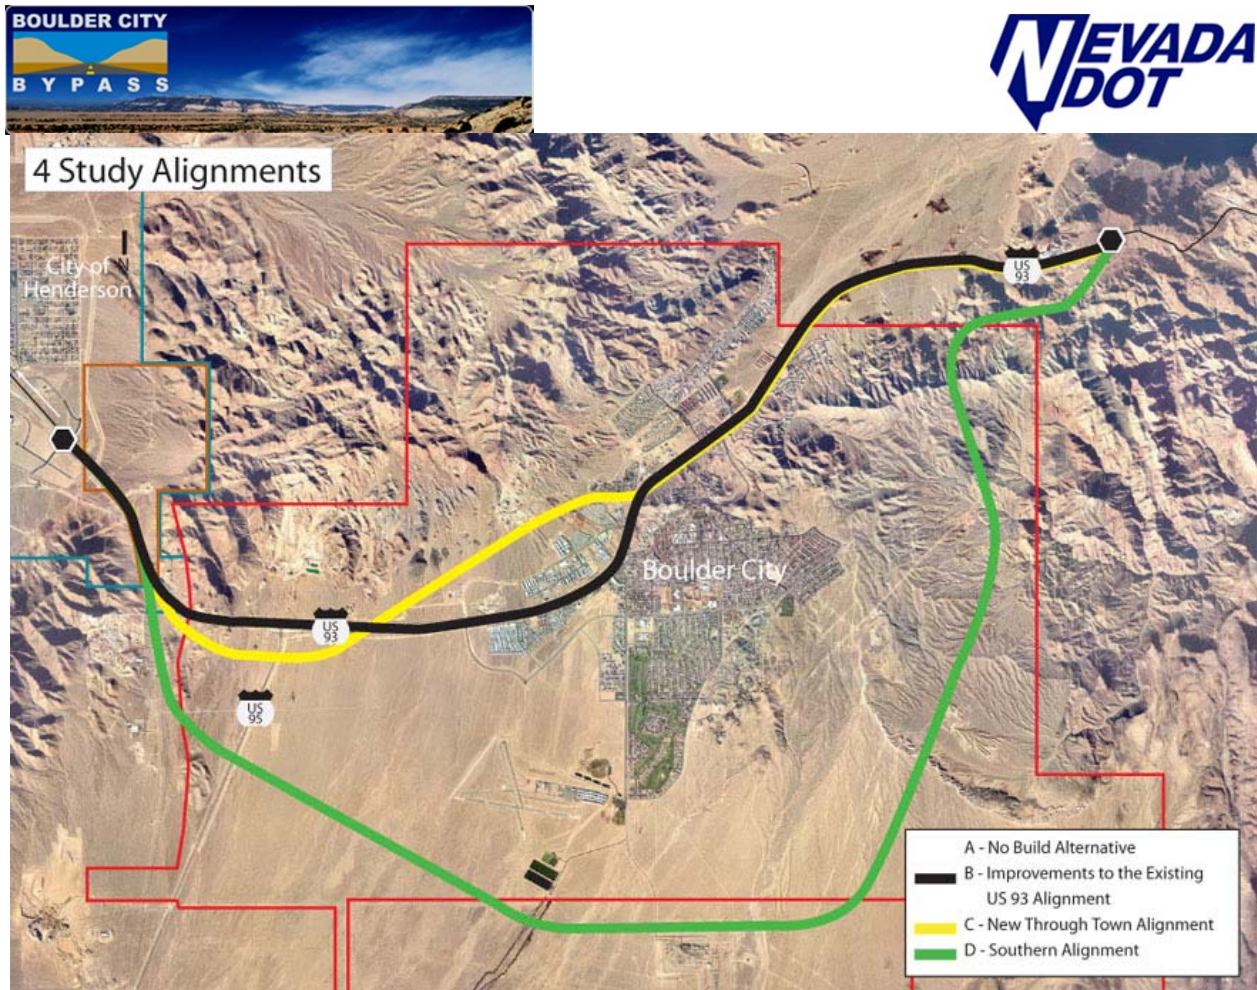 BOULDER CITY
BYPASS
NEVADA
DOT
4 Study Alignments
City of
Henderson
N
US
93
Boulder City
US
93
US
95
A - No Build Alternative
B - Improvements to the Existing
US 93 Alignment
C - New Through Town Alignment
D - Southern Alignment